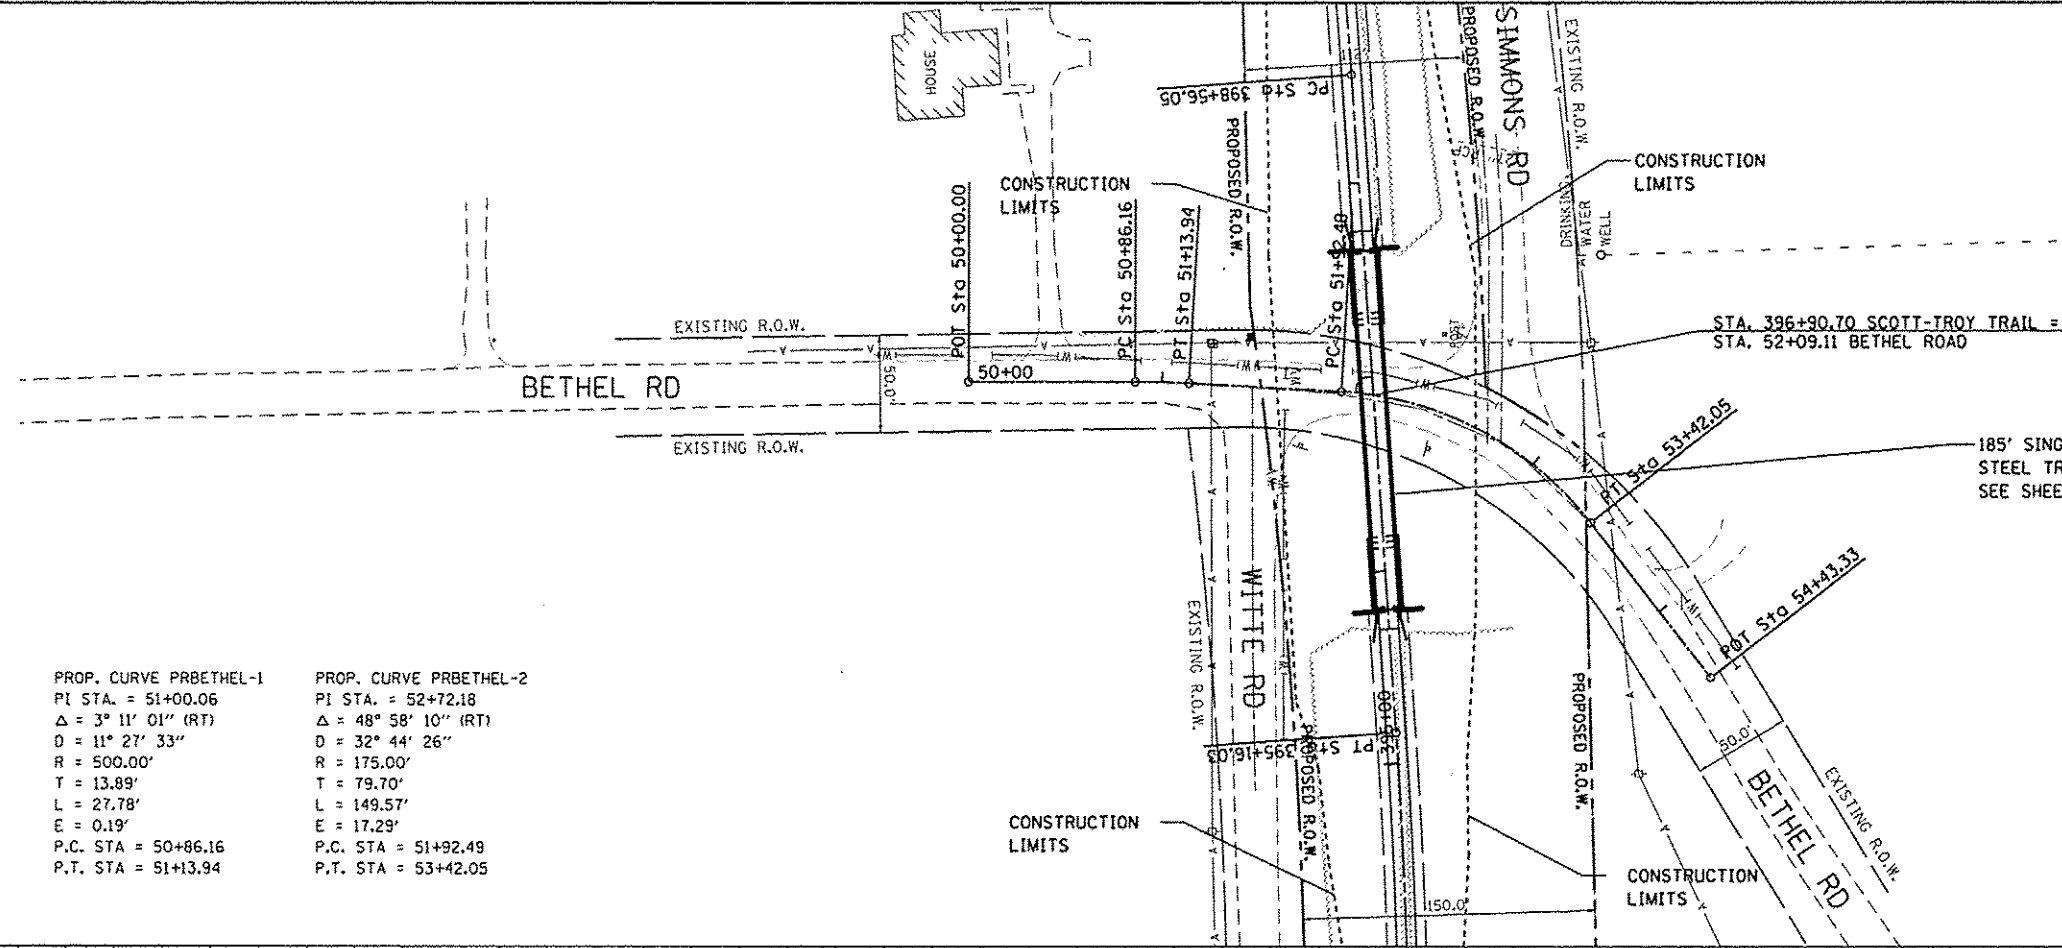 HOUSE
PC Sta 398+56.05
PROPOSED R.O.W.
SIMMONS RD
EXISTING R.O.W.
PROPOSED R.O.W.
CONSTRUCTION
LIMITS
CONSTRUCTION
LIMITS
DRINKING
WATER
WELL
POT Sta 50+00.00
PC Sta 50+86.16
PT Sta 51+13.94
PC Sta 51+92.49
EXISTING R.O.W.
STA. 396+90.70 SCOTT-TROY TRAIL =
STA. 52+09.11 BETHEL ROAD
50+00
BETHEL RD
50.0'
EXISTING R.O.W.
PT Sta 53+42.05
185' SING
STEEL TR
SEE SHEE
POT Sta 54+43.33
WITTE RD
EXISTING R.O.W.
PT Sta 395+16.03
PROPOSED R.O.W.
PROPOSED R.O.W.
50.0'
BETHEL RD
EXISTING R.O.W.
PROP. CURVE PRBETHEL-1
PI STA. = 51+00.06
Δ = 3° 11' 01" (RT)
D = 11° 27' 33"
R = 500.00'
T = 13.89'
L = 27.78'
E = 0.19'
P.C. STA = 50+86.16
P.T. STA = 51+13.94
PROP. CURVE PRBETHEL-2
PI STA. = 52+72.18
Δ = 48° 58' 10" (RT)
D = 32° 44' 26"
R = 175.00'
T = 79.70'
L = 149.57'
E = 17.29'
P.C. STA = 51+92.49
P.T. STA = 53+42.05
CONSTRUCTION
LIMITS
CONSTRUCTION
LIMITS
150.0'